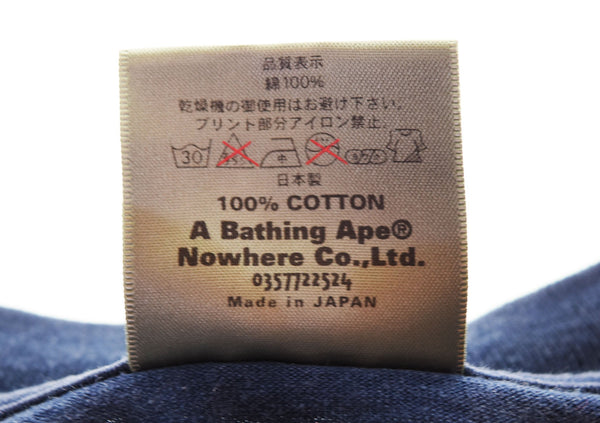 品質表示
綿100%
乾燥機の御使用はお避け下さい。
プリント部分アイロン禁止.
30 中
日本製
100% COTTON
A Bathing Ape®
Nowhere Co.,Ltd.
0357722524
Made in JAPAN